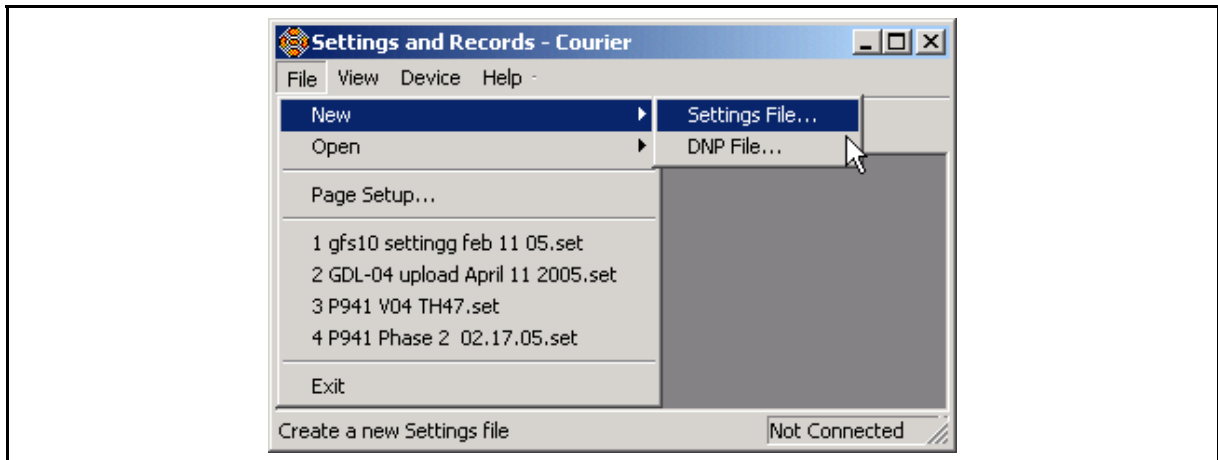 Settings and Records - Courier
File View Device Help
New
Settings File...
Open
DNP File...
Page Setup...
1 gfs10 settingg feb 11 05.set
2 GDL-04 upload April 11 2005.set
3 P941 V04 TH47.set
4 P941 Phase 2  02.17.05.set
Exit
Create a new Settings file
Not Connected